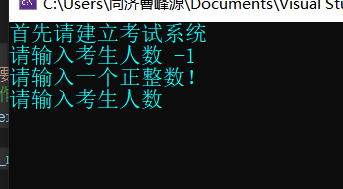 C:\Users\同济曹峰源\Documents\Visual Stu
首先请建立考试系统
请输入考生人数 -1
请输入一个正整数！
请输入考生人数